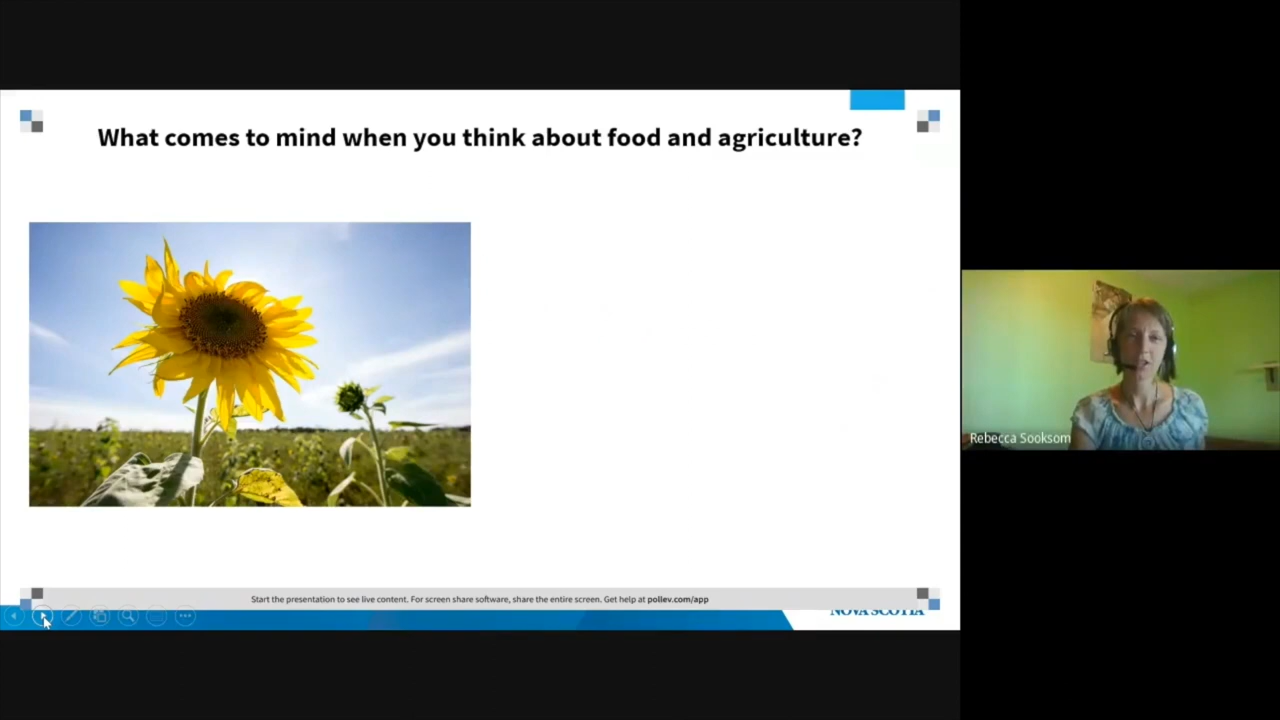 What comes to mind when you think about food and agriculture?
Rebecca Sooksom
Start the presentation to see live content. For screen share software, share the entire screen. Get help at pollev.com/app
NOVA SCOTIA